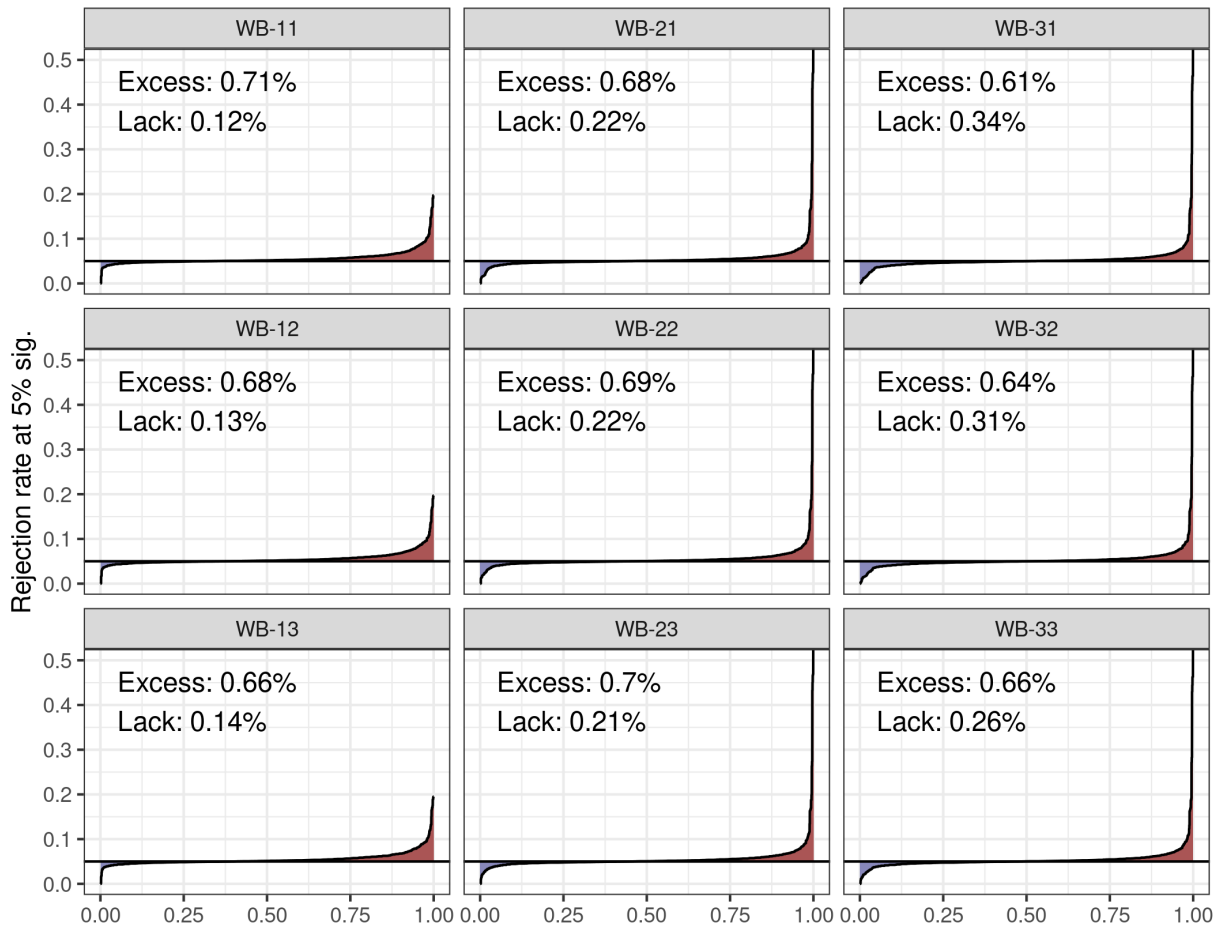 WB-11
WB-21
WB-31
0.5
0.4
0.3
0.2
0.1
0.0
Excess: 0.71%
Lack: 0.12%
Excess: 0.68%
Lack: 0.22%
Excess: 0.61%
Lack: 0.34%
WB-12
WB-22
WB-32
0.5
0.4
0.3
0.2
0.1
0.0
Excess: 0.68%
Lack: 0.13%
Excess: 0.69%
Lack: 0.22%
Excess: 0.64%
Lack: 0.31%
Rejection rate at 5% sig.
WB-13
WB-23
WB-33
0.5
0.4
0.3
0.2
0.1
0.0
Excess: 0.66%
Lack: 0.14%
Excess: 0.7%
Lack: 0.21%
Excess: 0.66%
Lack: 0.26%
0.00 0.25 0.50 0.75 1.00
0.00 0.25 0.50 0.75 1.00
0.00 0.25 0.50 0.75 1.00